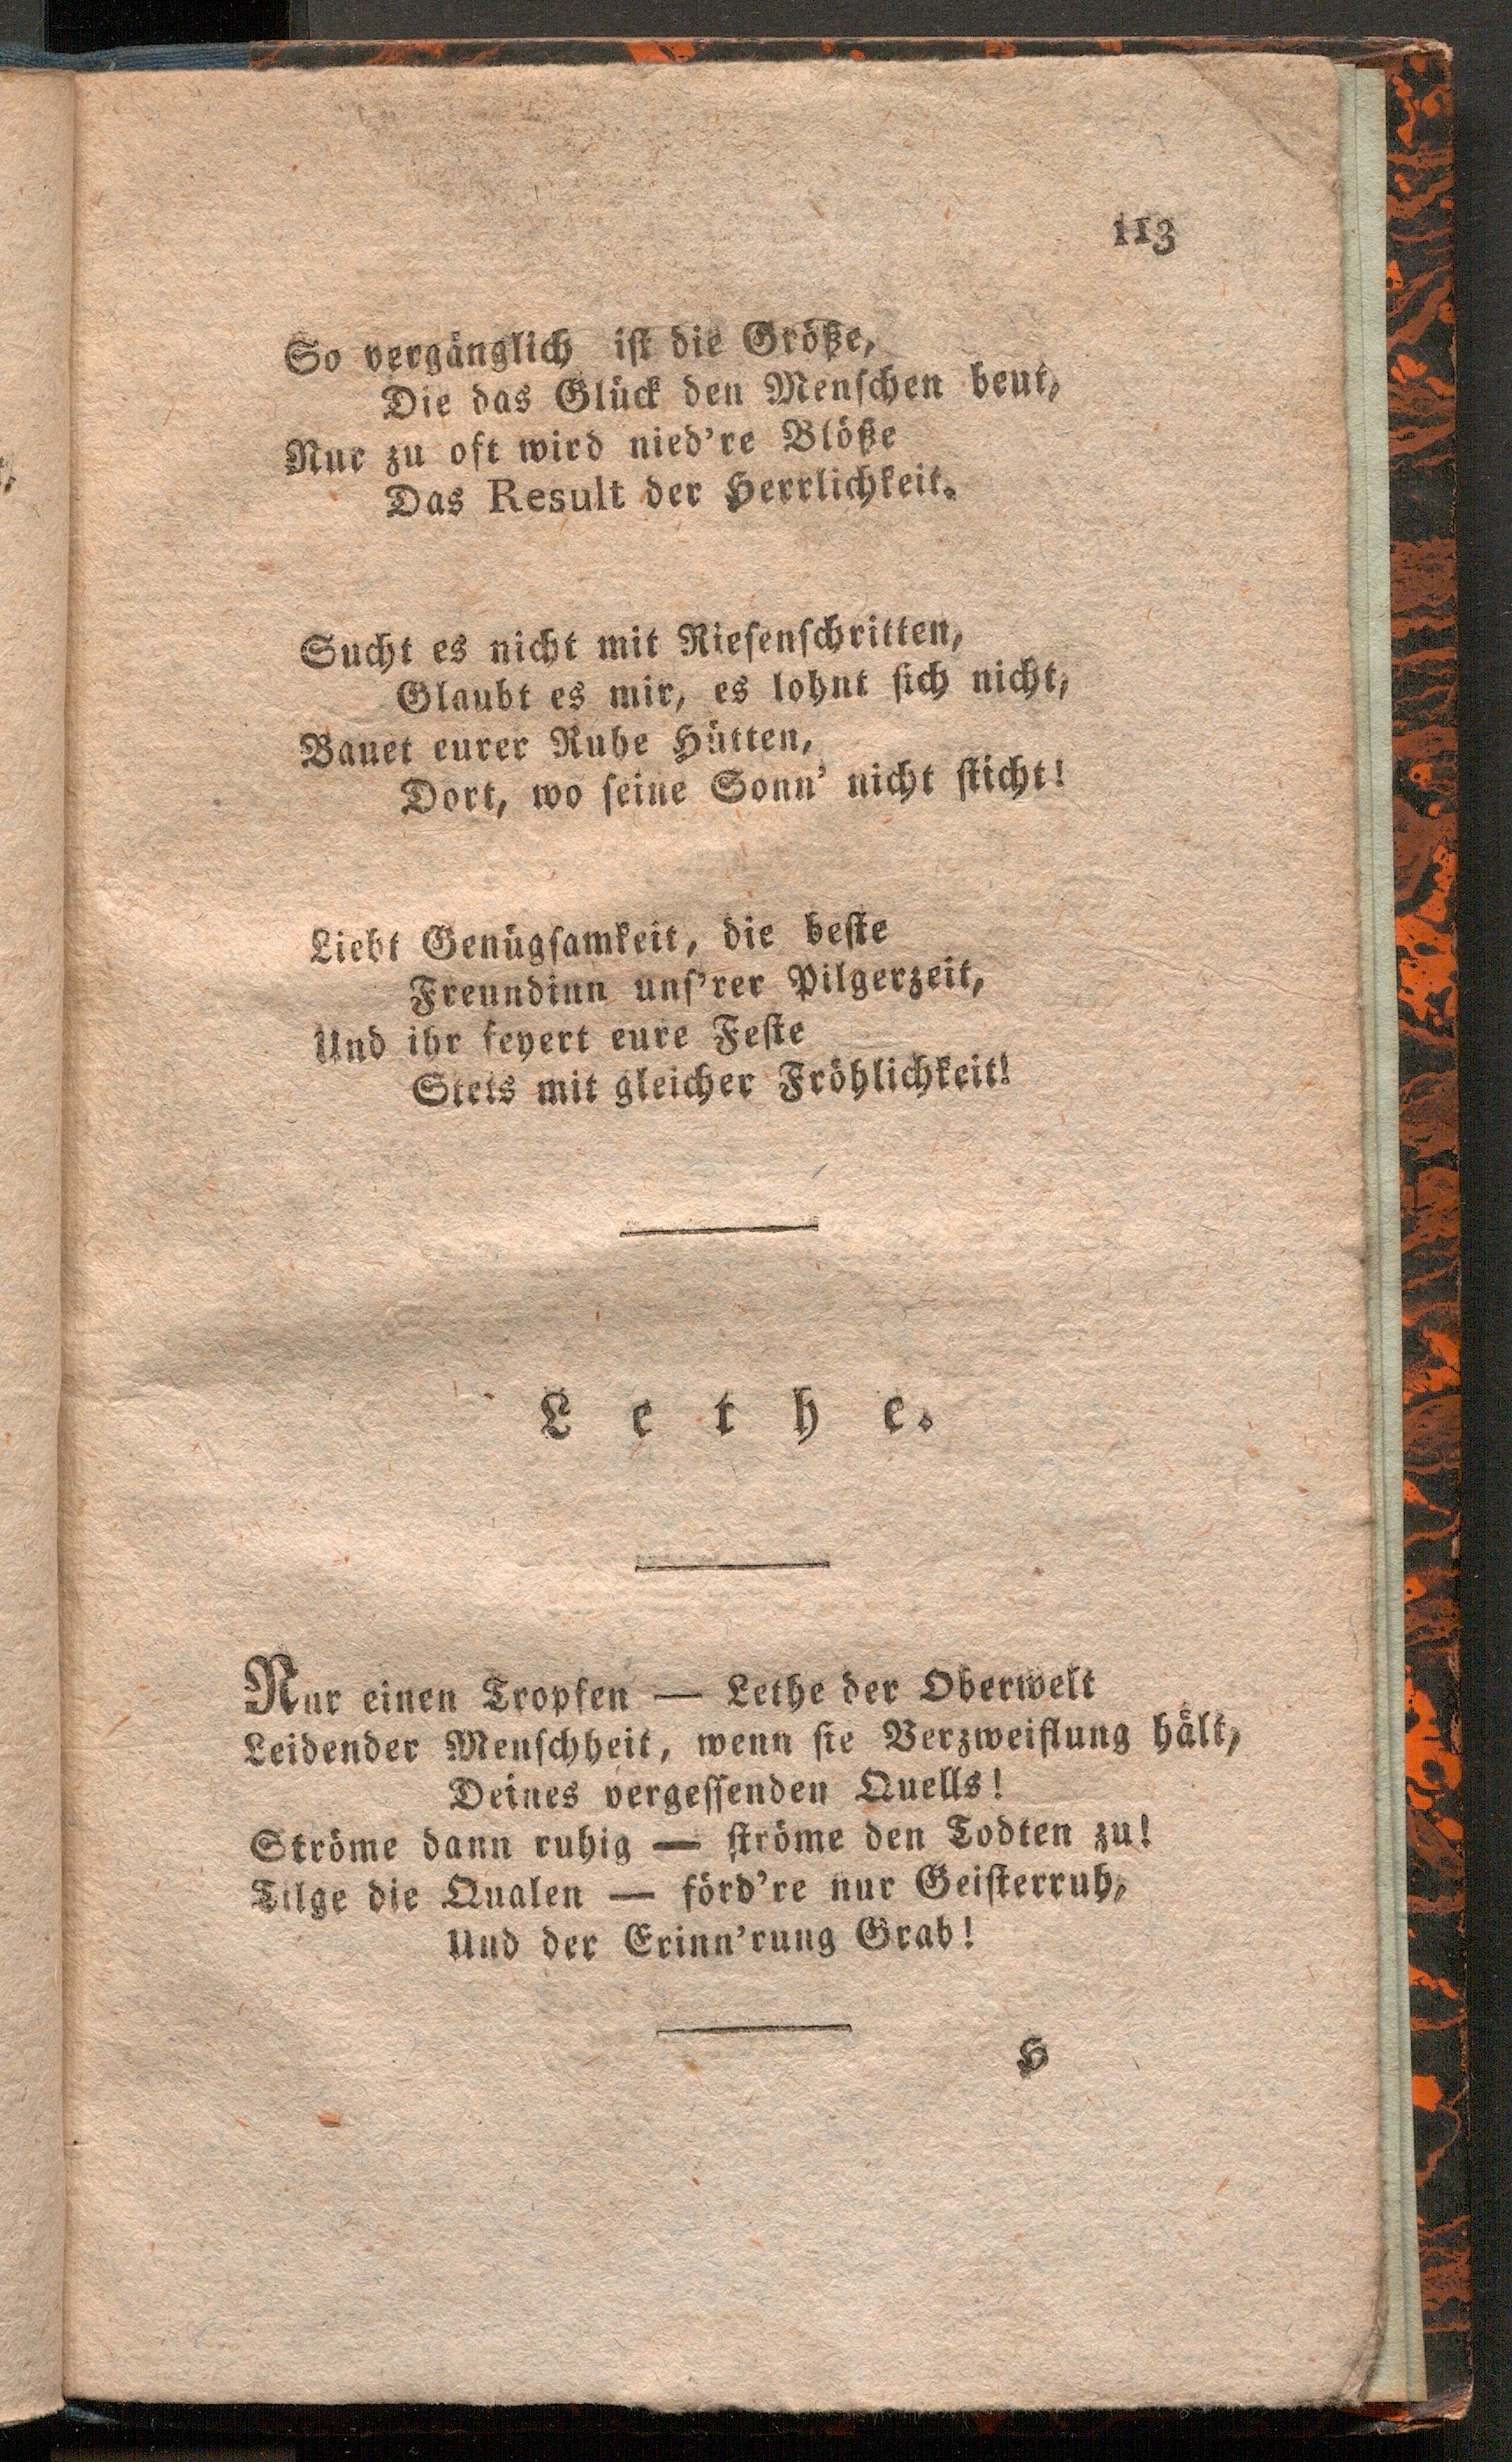 113
So vergänglich ist die Größe,
Die das Glück den Menschen beut,
Nur zu oft wird nied're Blöße
Das Result der Herrlichkeit.
Sucht es nicht mit Riesenschritten,
Glaubt es mir, es lohnt sich nicht,
Bauet eurer Ruhe Hütten,
Dort, wo seine Sonn' nicht sticht!
Liebt Genügsamkeit, die beste
Freundinn uns'rer Pilgerzeit,
Und ihr feyert eure Feste
Stets mit gleicher Fröhlichkeit!
Lethe.
Nur einen Tropfen — Lethe der Oberwelt
Leidender Menschheit, wenn sie Verzweiflung hält,
Deines vergessenden Quells!
Ströme dann ruhig — ströme den Todten zu!
Tilge die Qualen — förd're nur Geisterruh,
Und der Erinn'rung Grab!
H